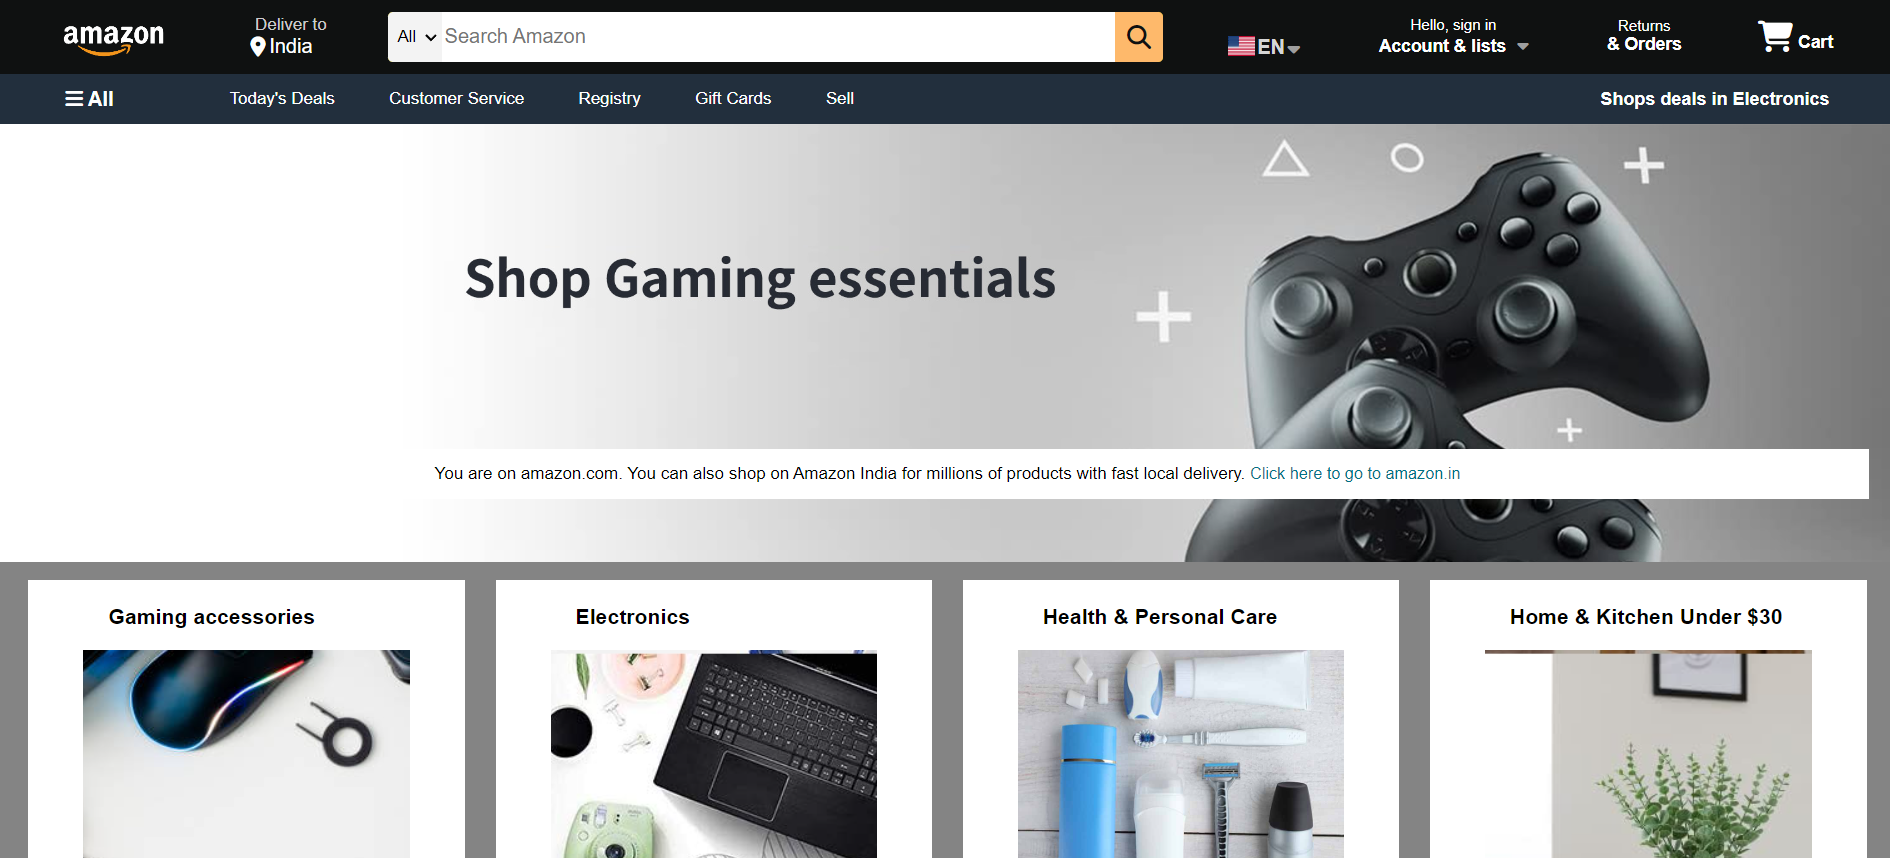 amazon
Deliver to
India
All
Search Amazon
EN
Hello, sign in
Account & lists
Returns
& Orders
Cart
All
Today's Deals
Customer Service
Registry
Gift Cards
Sell
Shops deals in Electronics
Shop Gaming essentials
You are on amazon.com. You can also shop on Amazon India for millions of products with fast local delivery. Click here to go to amazon.in
Gaming accessories
Electronics
Health & Personal Care
Home & Kitchen Under $30